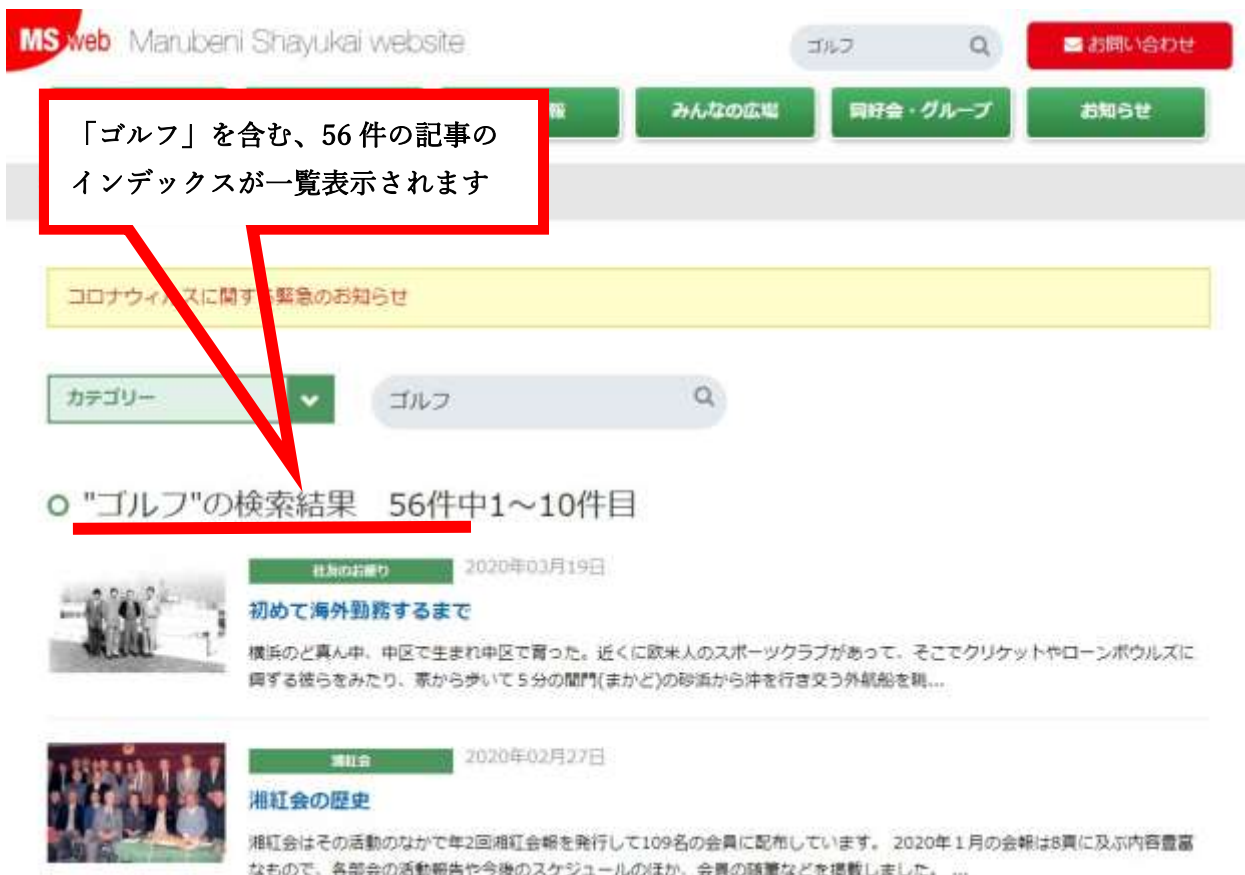 MS web Marubeni Shayukai website
ゴルフ
お問い合わせ
報
みんなの広場
同好会・グループ
お知らせ
「ゴルフ」を含む、56 件の記事の
インデックスが一覧表示されます
コロナウィルスに関する緊急のお知らせ
カテゴリー
ゴルフ
"ゴルフ"の検索結果 56件中1～10件目
社友のお便り 2020年03月19日
初めて海外勤務するまで
横浜のど真ん中、中区で生まれ中区で育った。近くに欧米人のスポーツクラブがあって、そこでクリケットやローンボウルズに
興ずる彼らをみたり、家から歩いて５分の間門(まかど)の砂浜から沖を行き交う外航船を眺...
湘紅会 2020年02月27日
湘紅会の歴史
湘紅会はその活動のなかで年2回湘紅会報を発行して109名の会員に配布しています。 2020年１月の会報は8頁に及ぶ内容豊富
なもので、各部会の活動報告や今後のスケジュールのほか、会員の随筆などを掲載しました。 ...